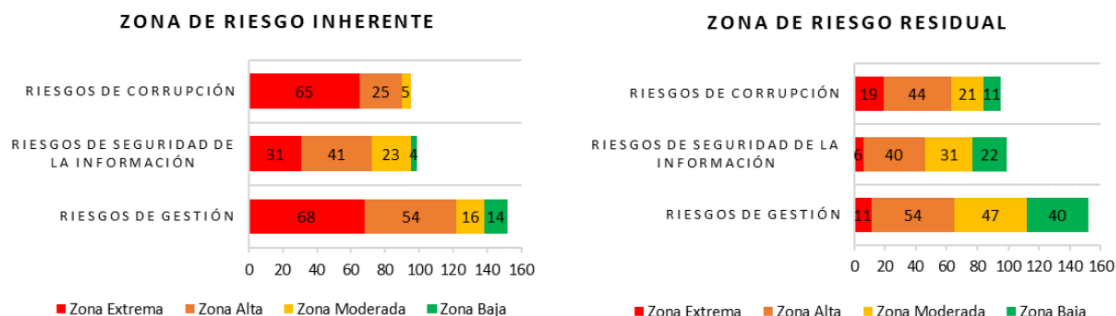 ZONA DE RIESGO INHERENTE
RIESGOS DE CORRUPCIÓN
65 25 5
RIESGOS DE SEGURIDAD DE
LA INFORMACIÓN
31 41 23 4
RIESGOS DE GESTIÓN
68 54 16 14
0 20 40 60 80 100 120 140 160
Zona Extrema Zona Alta Zona Moderada Zona Baja
ZONA DE RIESGO RESIDUAL
RIESGOS DE CORRUPCIÓN
19 44 21 11
RIESGOS DE SEGURIDAD DE LA
INFORMACIÓN
6 40 31 22
RIESGOS DE GESTIÓN
11 54 47 40
0 20 40 60 80 100 120 140 160
Zona Extrema Zona Alta Zona Moderada Zona Baja